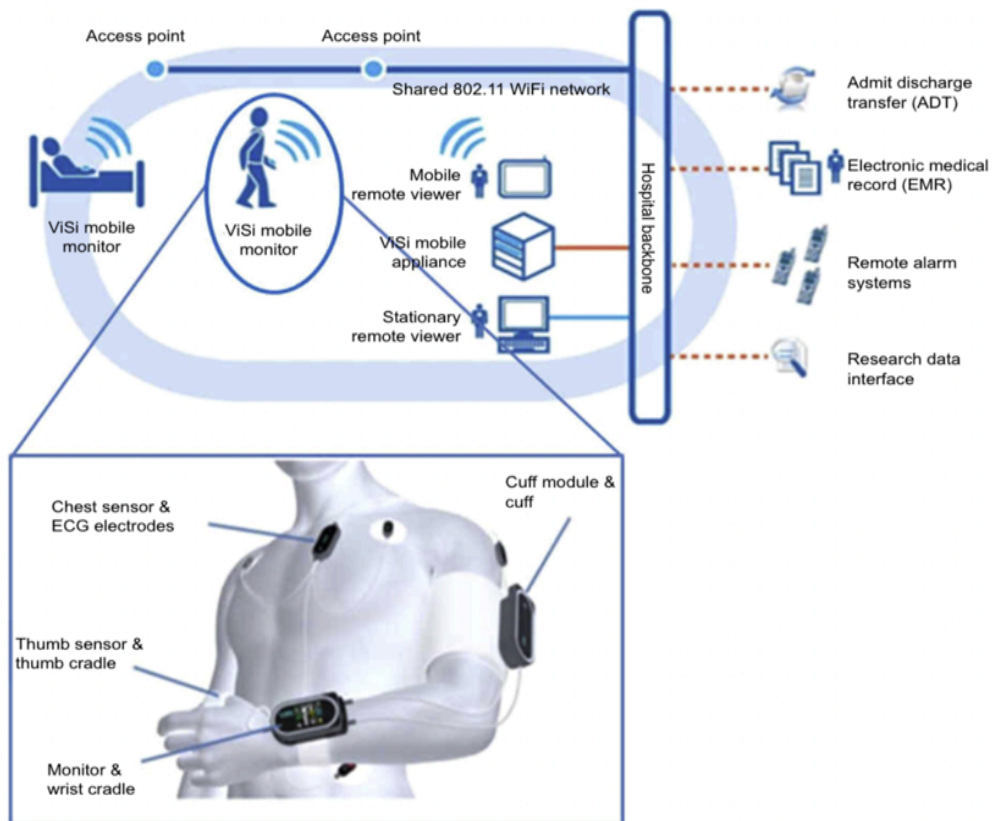 Access point
Access point
Shared 802.11 WiFi network
Admit discharge
transfer (ADT)
Mobile
remote viewer
Hospital backbone
Electronic medical
record (EMR)
ViSi mobile
monitor
ViSi mobile
monitor
ViSi mobile
appliance
Remote alarm
systems
Stationary
remote viewer
Research data
interface
Cuff module &
cuff
Chest sensor &
ECG electrodes
Thumb sensor &
thumb cradle
Monitor &
wrist cradle